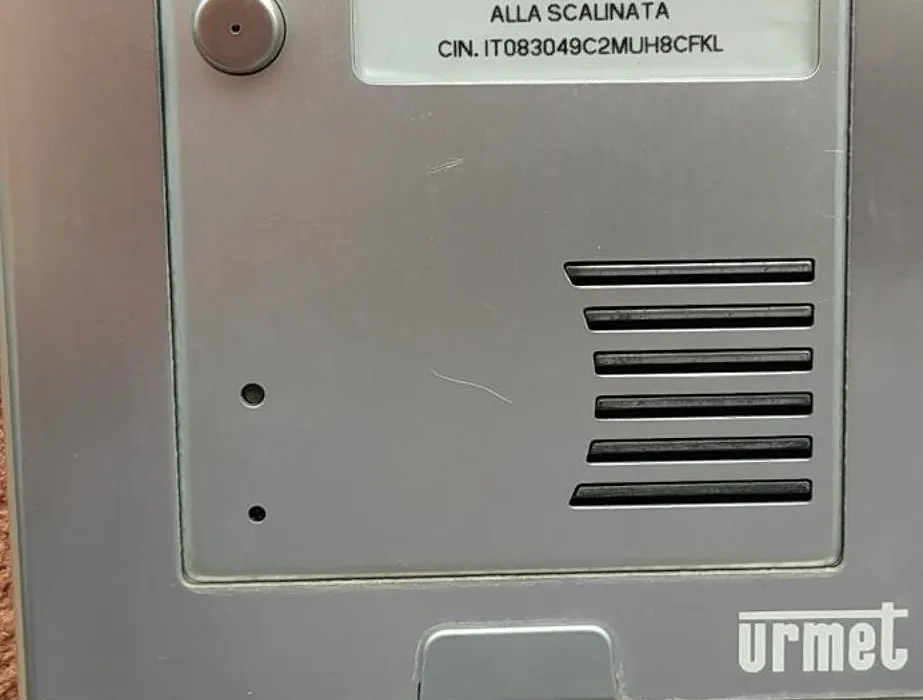 ALLA SCALINATA
CIN. IT083049C2MUH8CFKL
urmet